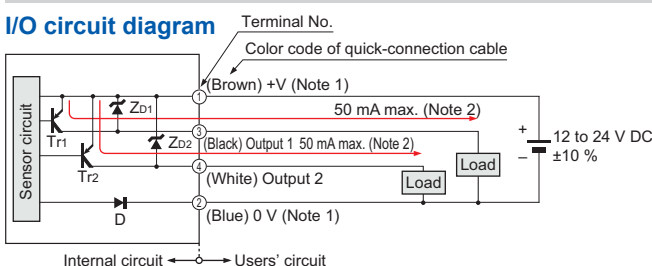 I/O circuit diagram
Terminal No.
Color code of quick-connection cable
(Brown) +V (Note 1)
1
50 mA max. (Note 2)
ZD1
Tr1
3
(Black) Output 1 50 mA max. (Note 2)
ZD2
Tr2
4
(White) Output 2
Load
Load
+
−
12 to 24 V DC
±10 %
Sensor circuit
D
2
(Blue) 0 V (Note 1)
Internal circuit
Users' circuit